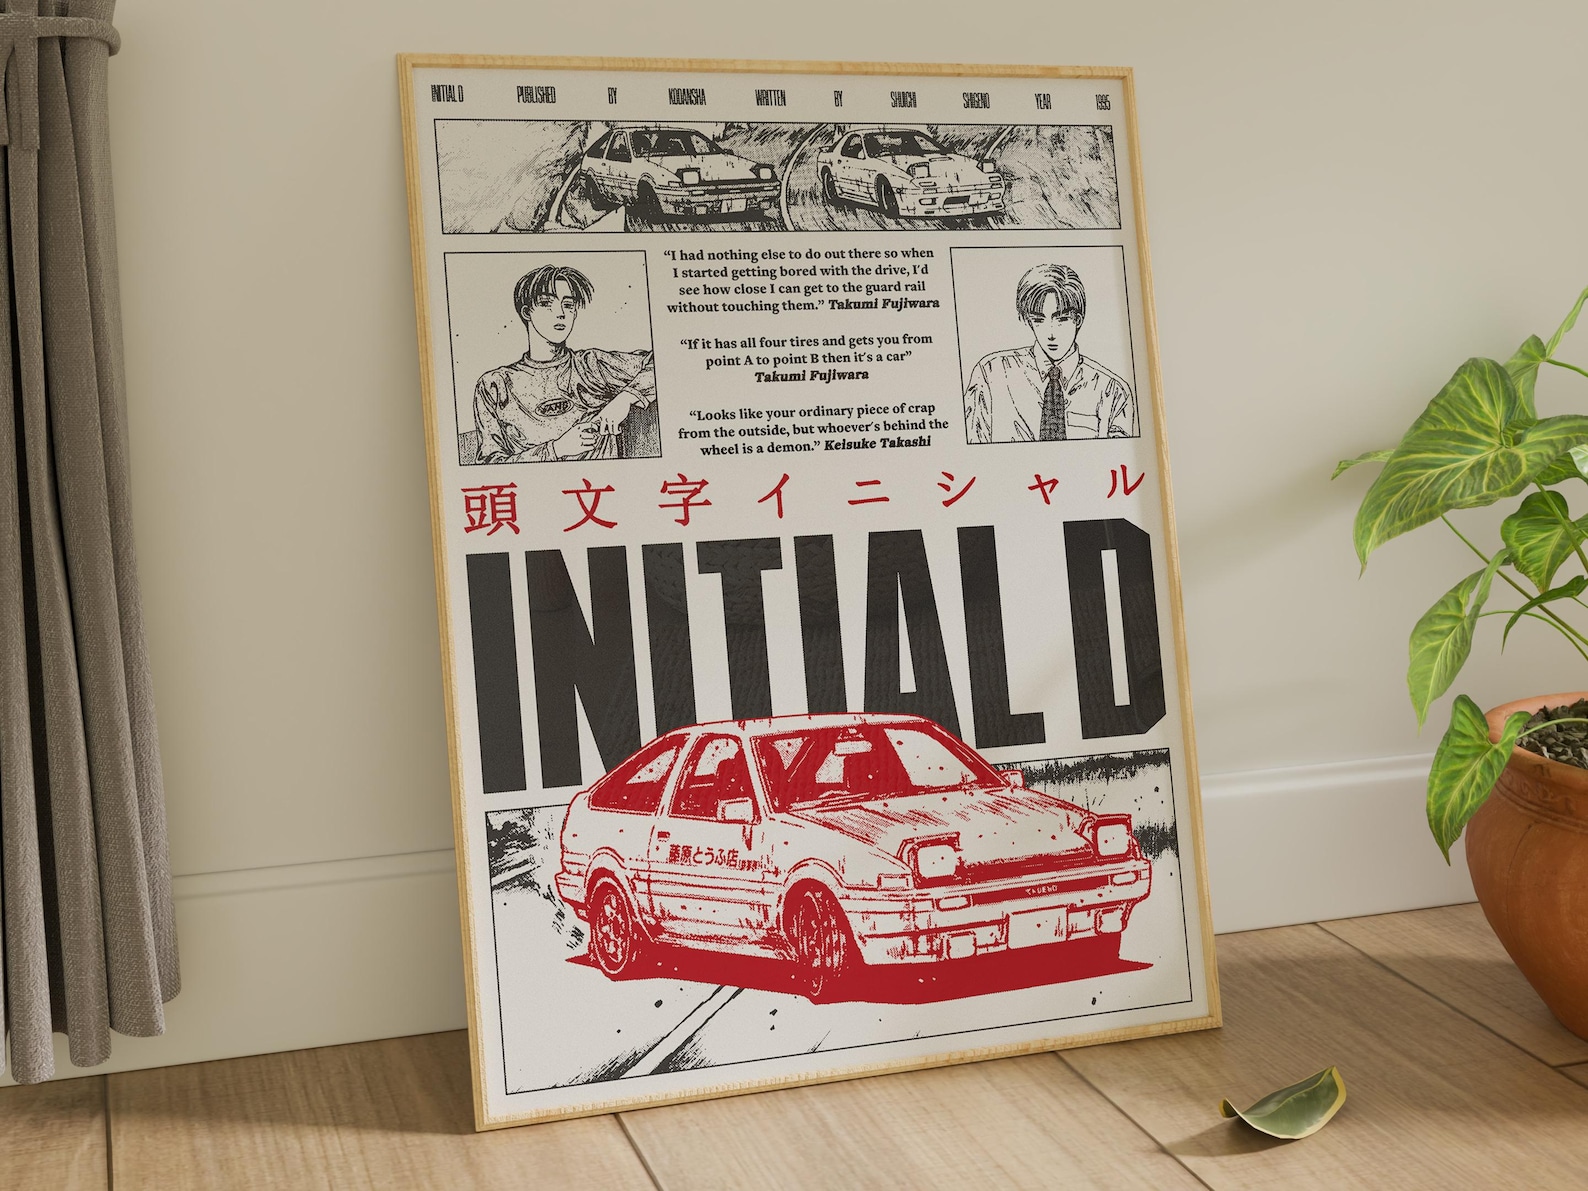 INITIAL D PUBLISHED BY KODANSHA WRITTEN BY SHUICHI SHIGENO YEAR 1995
“I had nothing else to do out there so when
I started getting bored with the drive, I'd
see how close I can get to the guard rail
without touching them.” Takumi Fujiwara
“If it has all four tires and gets you from
point A to point B then it's a car”
Takumi Fujiwara
“Looks like your ordinary piece of crap
from the outside, but whoever's behind the
wheel is a demon.” Keisuke Takashi
頭文字イニシャル
INITIAL D
藤原とうふ店